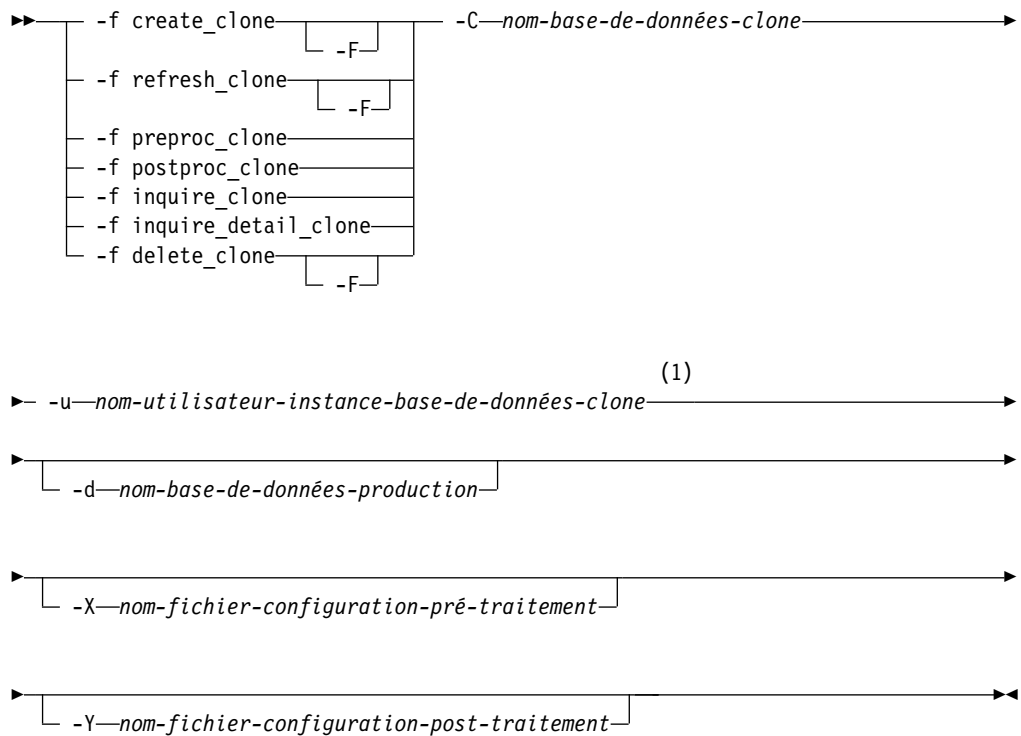 -f create_clone -F -C nom-base-de-données-clone
-f refresh_clone -F
-f preproc_clone
-f postproc_clone
-f inquire_clone
-f inquire_detail_clone
-f delete_clone -F
(1)
-u nom-utilisateur-instance-base-de-données-clone
-d nom-base-de-données-production
-X nom-fichier-configuration-pré-traitement
-Y nom-fichier-configuration-post-traitement